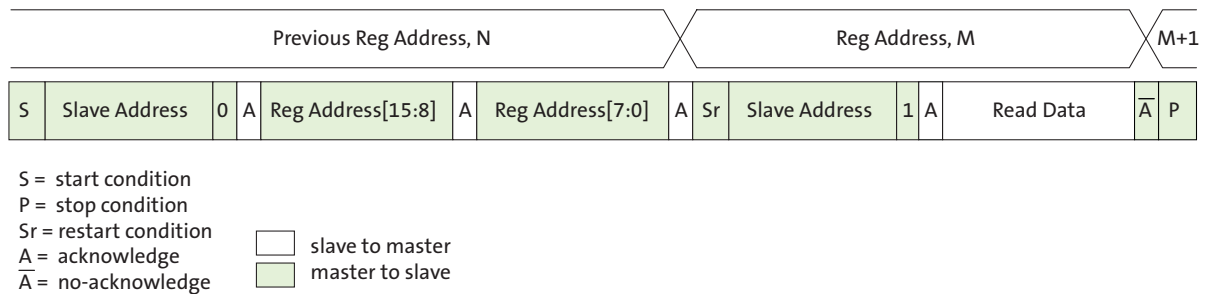 Previous Reg Address, N Reg Address, M M+1
S Slave Address 0 A Reg Address[15:8] A Reg Address[7:0] A Sr Slave Address 1 A Read Data A̅ P
S = start condition
P = stop condition
Sr = restart condition
A = acknowledge
A̅ = no-acknowledge
slave to master
master to slave